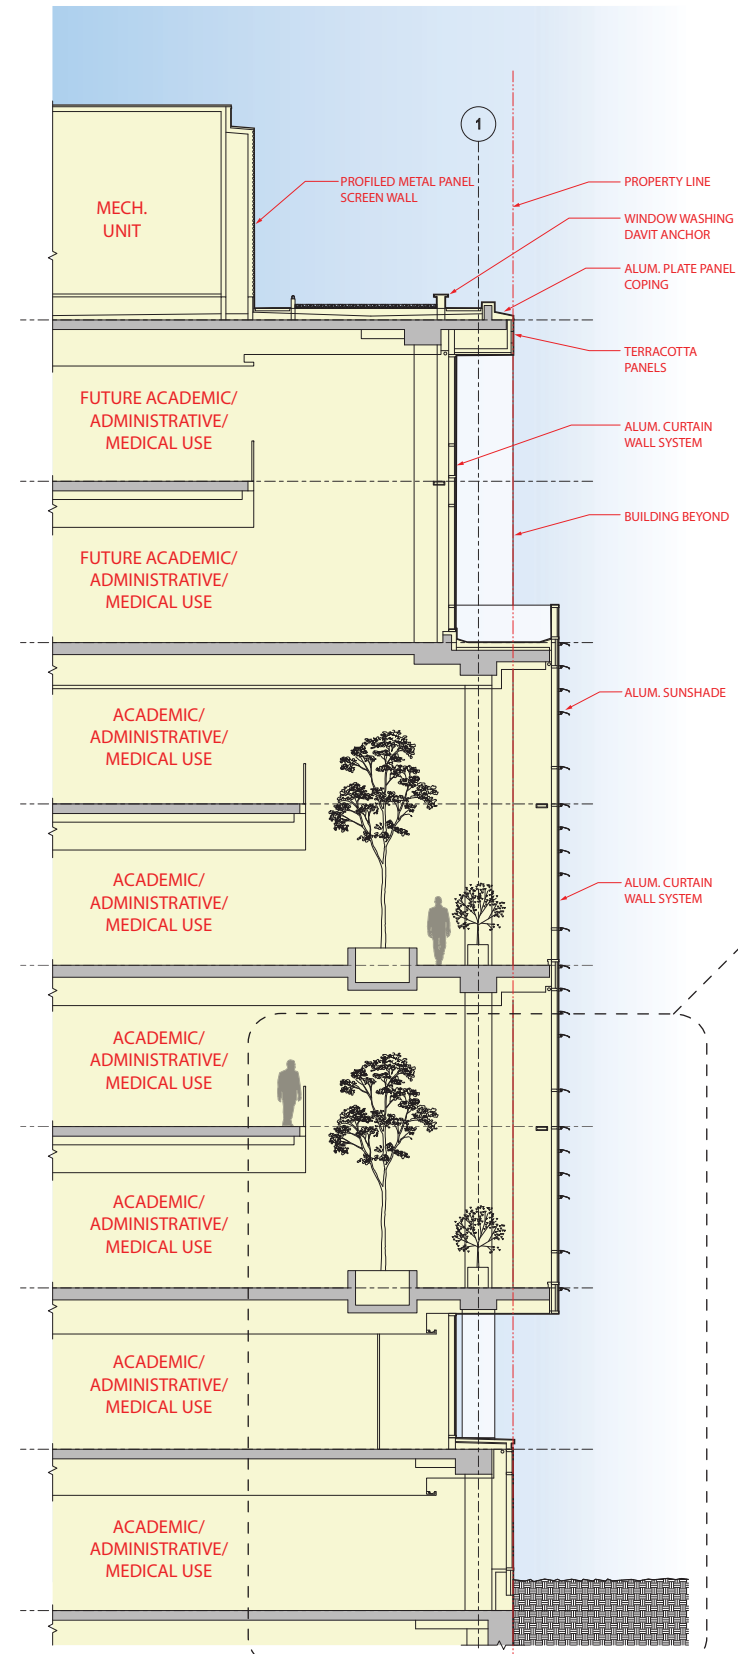 1
PROFILED METAL PANEL
SCREEN WALL
PROPERTY LINE
MECH.
UNIT
WINDOW WASHING
DAVIT ANCHOR
ALUM. PLATE PANEL
COPING
TERRACOTTA
PANELS
FUTURE ACADEMIC/
ADMINISTRATIVE/
MEDICAL USE
ALUM. CURTAIN
WALL SYSTEM
BUILDING BEYOND
FUTURE ACADEMIC/
ADMINISTRATIVE/
MEDICAL USE
ALUM. SUNSHADE
ACADEMIC/
ADMINISTRATIVE/
MEDICAL USE
ACADEMIC/
ADMINISTRATIVE/
MEDICAL USE
ALUM. CURTAIN
WALL SYSTEM
ACADEMIC/
ADMINISTRATIVE/
MEDICAL USE
ACADEMIC/
ADMINISTRATIVE/
MEDICAL USE
ACADEMIC/
ADMINISTRATIVE/
MEDICAL USE
ACADEMIC/
ADMINISTRATIVE/
MEDICAL USE